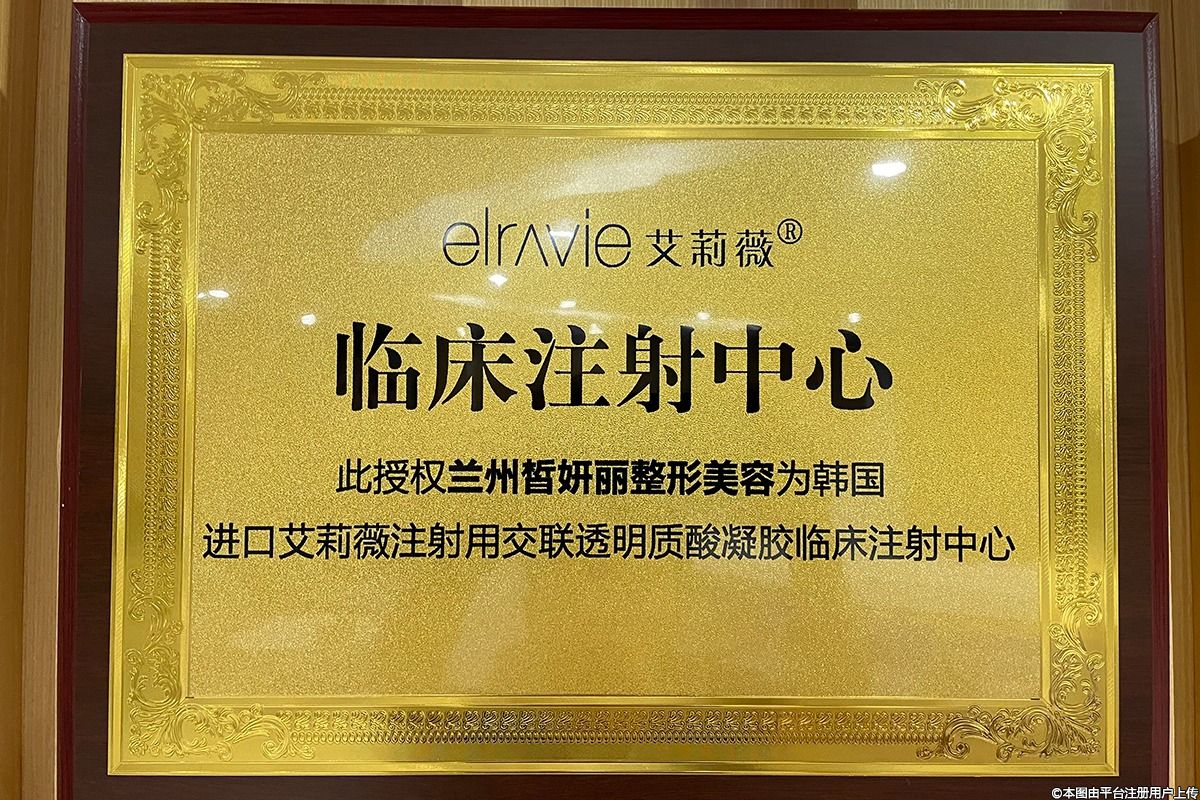 elravie 艾莉薇®
临床注射中心
此授权兰州皙妍丽整形美容为韩国
进口艾莉薇注射用交联透明质酸凝胶临床注射中心
©本图由平台注册用户上传